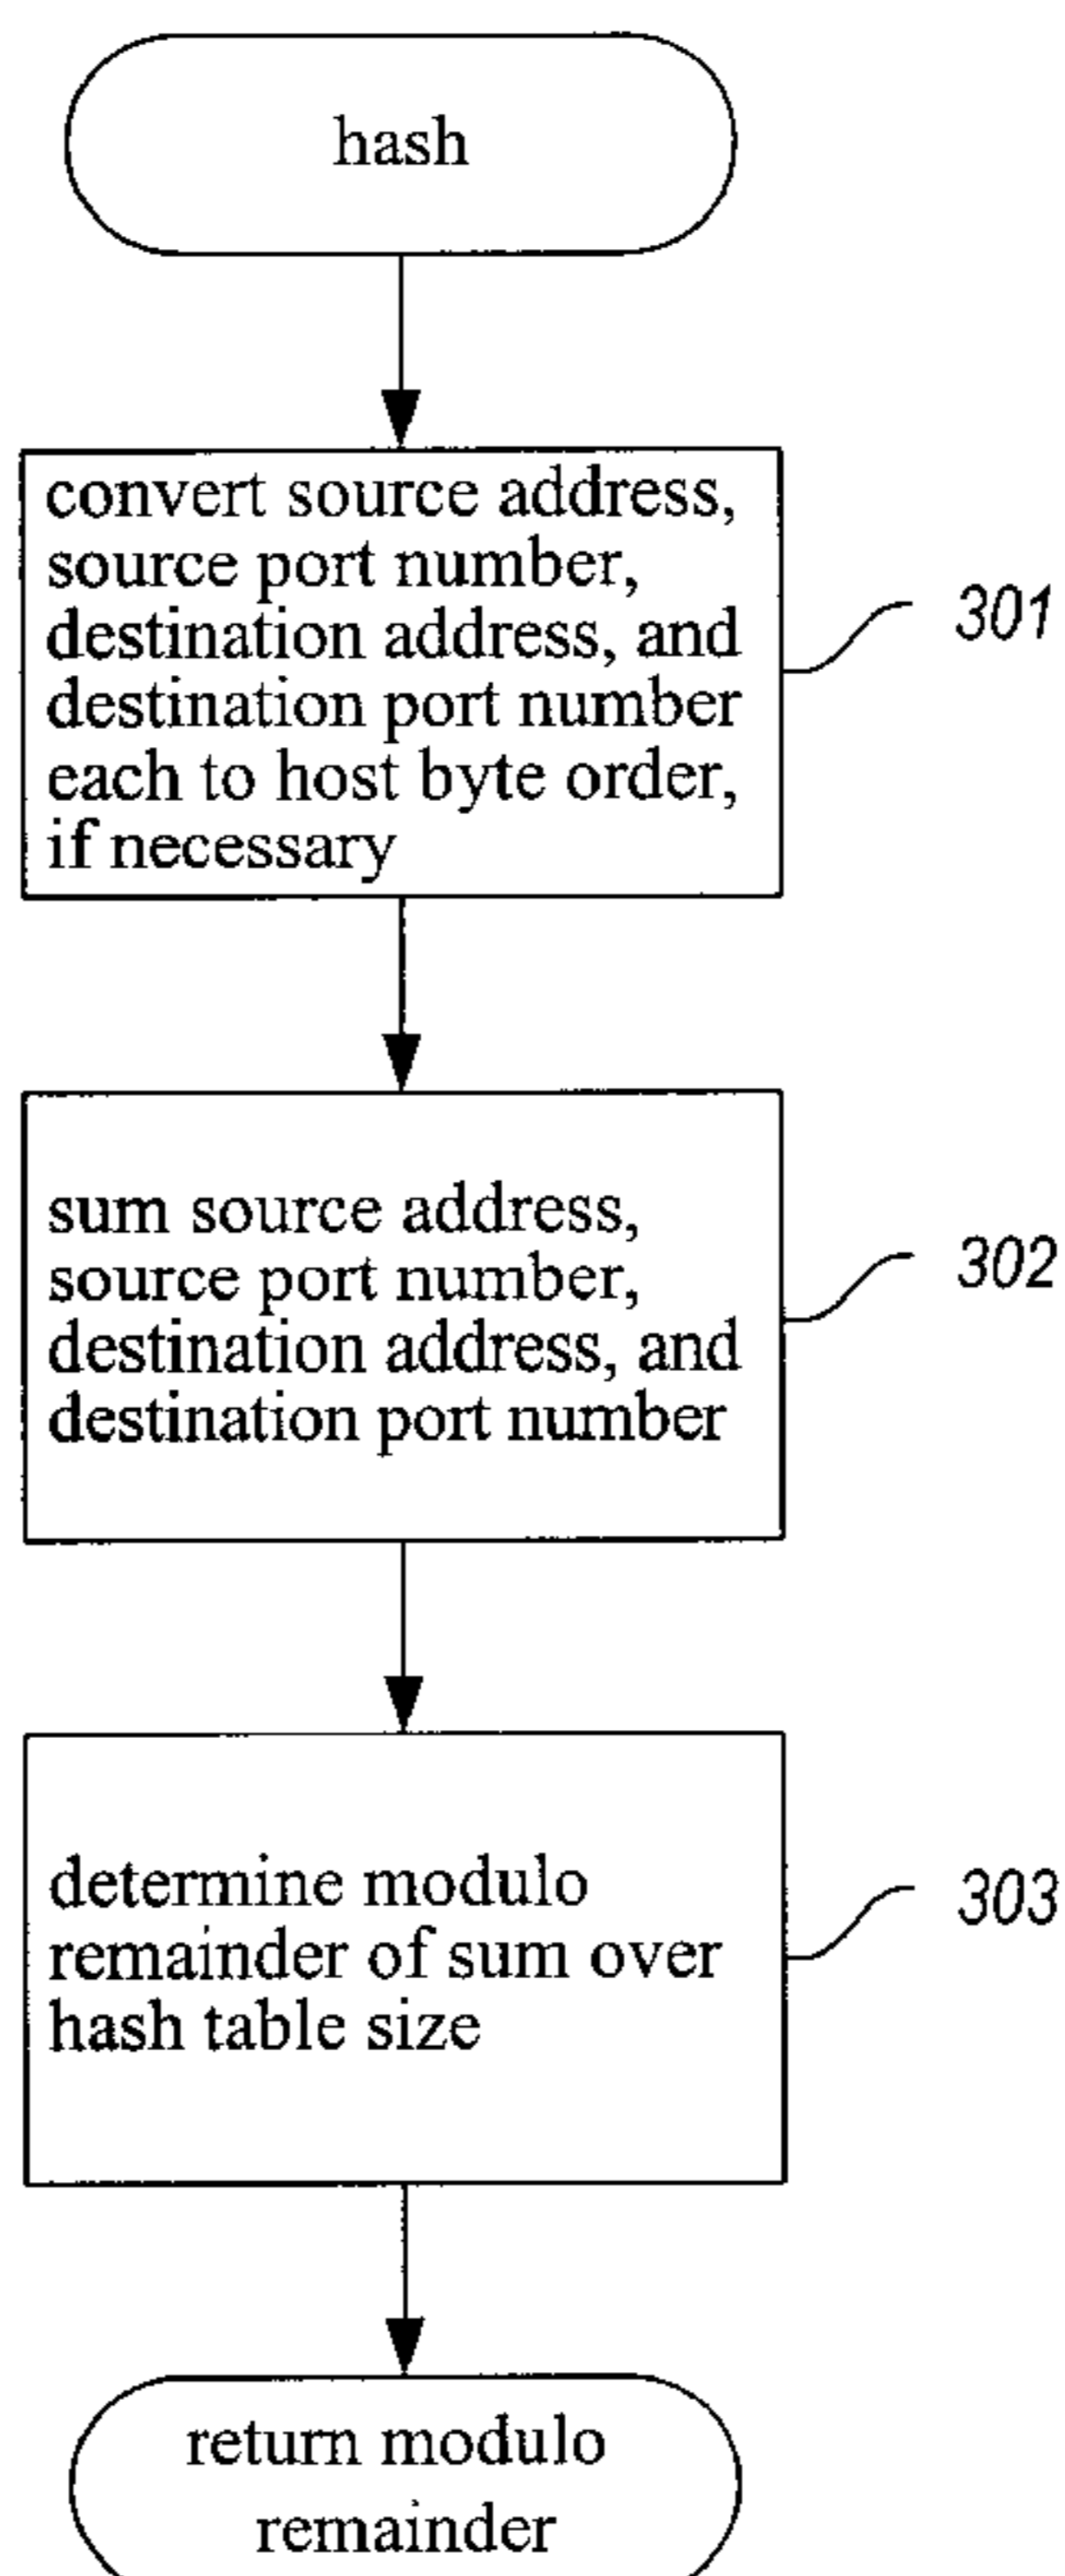 hash
convert source address,
source port number,
destination address, and
destination port number
each to host byte order,
if necessary
301
sum source address,
source port number,
destination address, and
destination port number
302
determine modulo
remainder of sum over
hash table size
303
return modulo
remainder